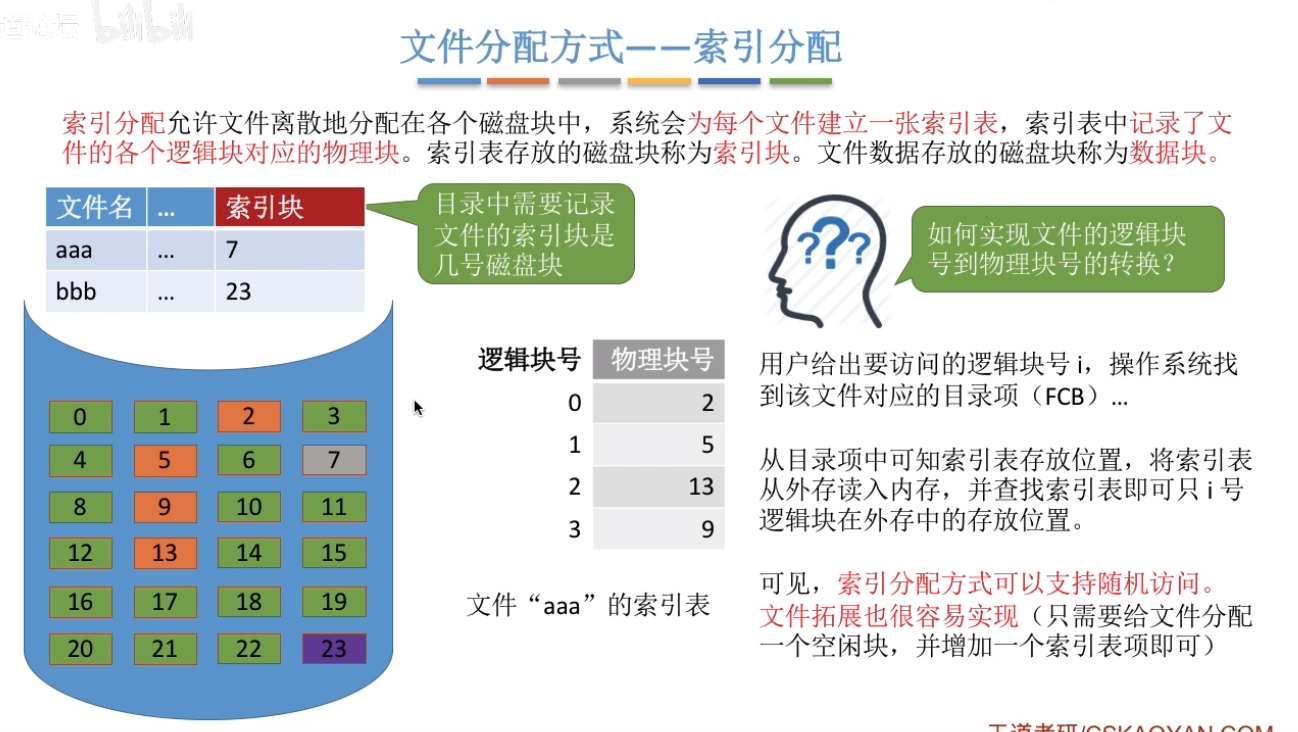 bilibili
文件分配方式——索引分配
索引分配允许文件离散地分配在各个磁盘块中，系统会为每个文件建立一张索引表，索引表中记录了文
件的各个逻辑块对应的物理块。索引表存放的磁盘块称为索引块。文件数据存放的磁盘块称为数据块。
文件名 ... 索引块
aaa ... 7
bbb ... 23
目录中需要记录
文件的索引块是
几号磁盘块
???
如何实现文件的逻辑块
号到物理块号的转换？
0 1 2 3
4 5 6 7
8 9 10 11
12 13 14 15
16 17 18 19
20 21 22 23
逻辑块号 物理块号
0 2
1 5
2 13
3 9
文件“aaa”的索引表
用户给出要访问的逻辑块号 i，操作系统找
到该文件对应的目录项（FCB）...
从目录项中可知索引表存放位置，将索引表
从外存读入内存，并查找索引表即可只 i 号
逻辑块在外存中的存放位置。
可见，索引分配方式可以支持随机访问。
文件拓展也很容易实现（只需要给文件分配
一个空闲块，并增加一个索引表项即可）
王道考研/CSKAOYAN.COM